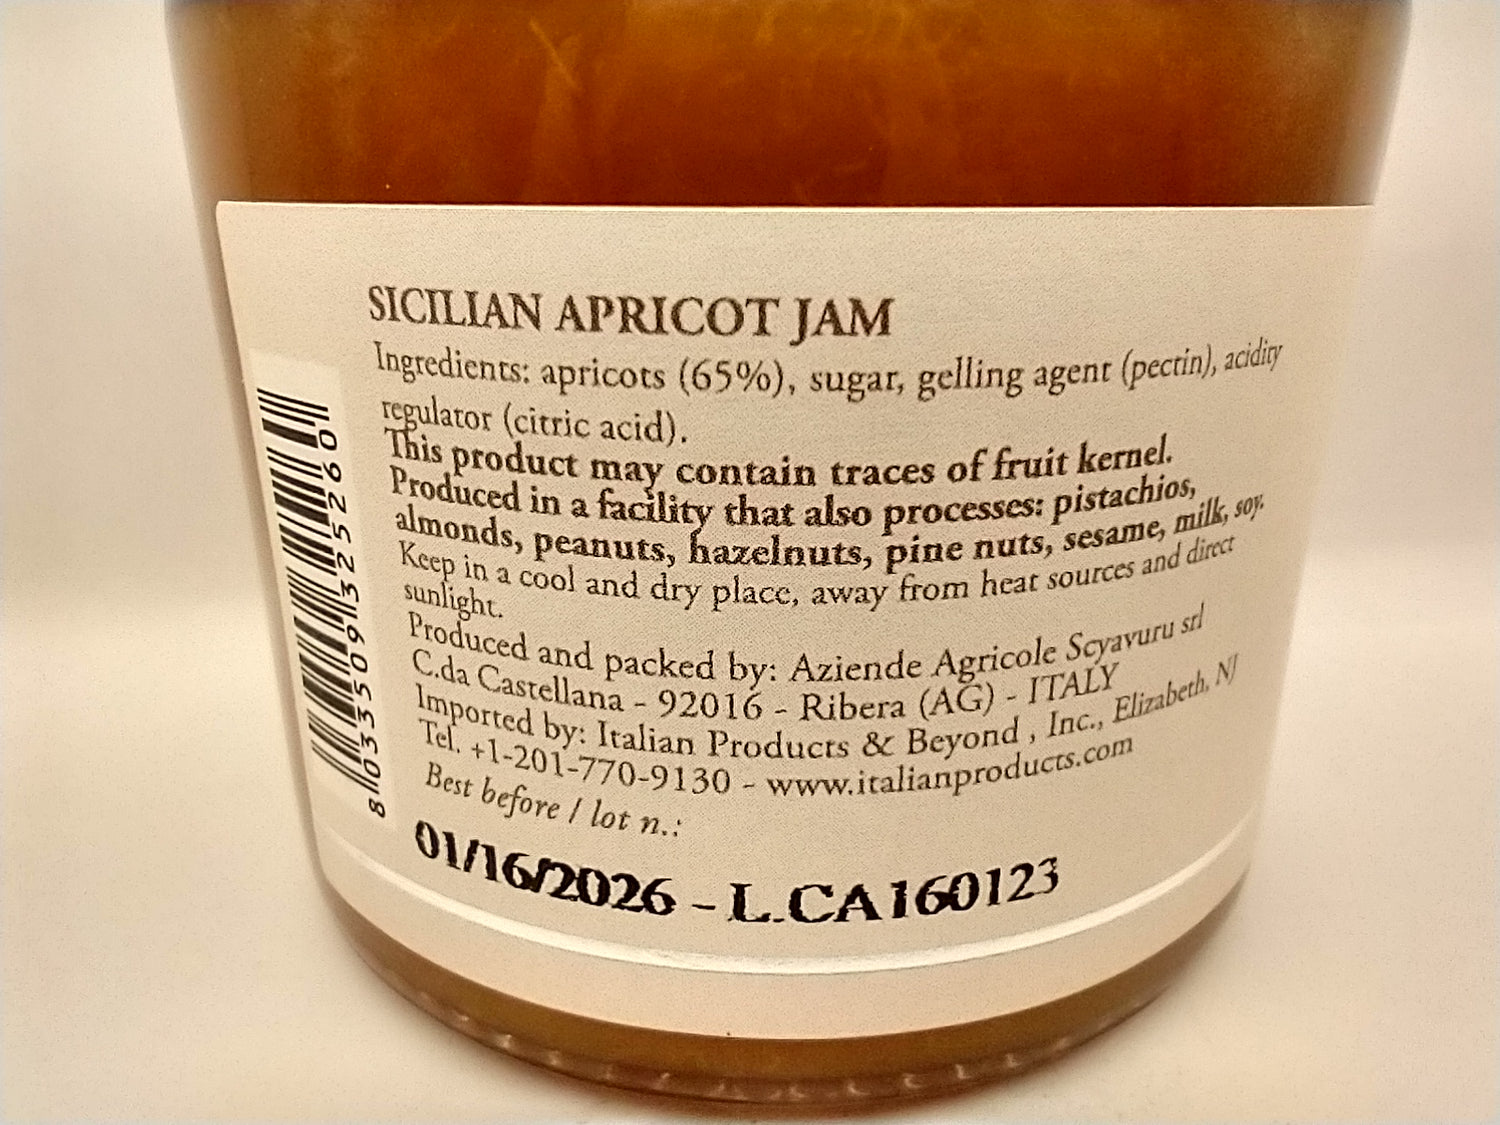 SICILIAN APRICOT JAM
Ingredients: apricots (65%), sugar, gelling agent (pectin), acidity
regulator (citric acid).
This product may contain traces of fruit kernel.
Produced in a facility that also processes: pistachios,
almonds, peanuts, hazelnuts, pine nuts, sesame, milk, soy.
Keep in a cool and dry place, away from heat sources and direct
sunlight.
Produced and packed by: Aziende Agricole Scyavuru srl
C.da Castellana - 92016 - Ribera (AG) - ITALY
Imported by: Italian Products & Beyond , Inc., Elizabeth, NJ
Tel. +1-201-770-9130 - www.italianproducts.com
Best before / lot n.:
01/16/2026 - L.CA160123
8 033509 325260